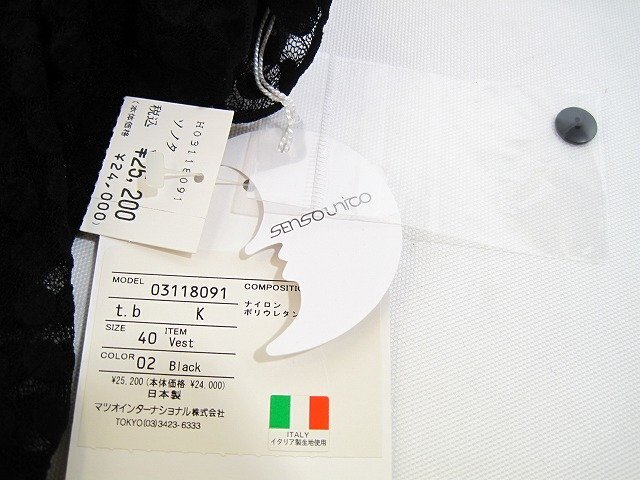 H03118091
ソノタ
税込 ¥25,200
(本体価格 ¥24,000)
SENSOUNICO
MODEL 03118091
t.b K
SIZE 40 ITEM Vest
COLOR 02 Black
¥25,200 (本体価格 ¥24,000)
日本製
マツオインターナショナル株式会社
TOKYO(03)3423-6333
COMPOSITIO
ナイロン
ポリウレタン
ITALY
イタリア製生地使用